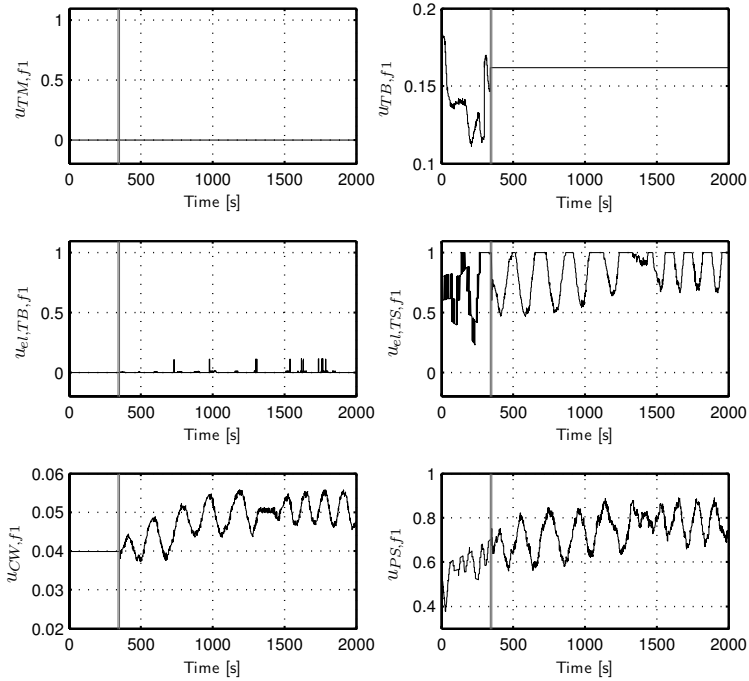 1
0.5
0
u_{TM,f1}
0 500 1000 1500 2000
Time [s]
0.2
0.15
0.1
u_{TB,f1}
0 500 1000 1500 2000
Time [s]
1
0.5
0
u_{el,TB,f1}
0 500 1000 1500 2000
Time [s]
1
0.5
0
u_{el,TS,f1}
0 500 1000 1500 2000
Time [s]
0.06
0.05
0.04
0.03
0.02
u_{CW,f1}
0 500 1000 1500 2000
Time [s]
1
0.8
0.6
0.4
u_{PS,f1}
0 500 1000 1500 2000
Time [s]